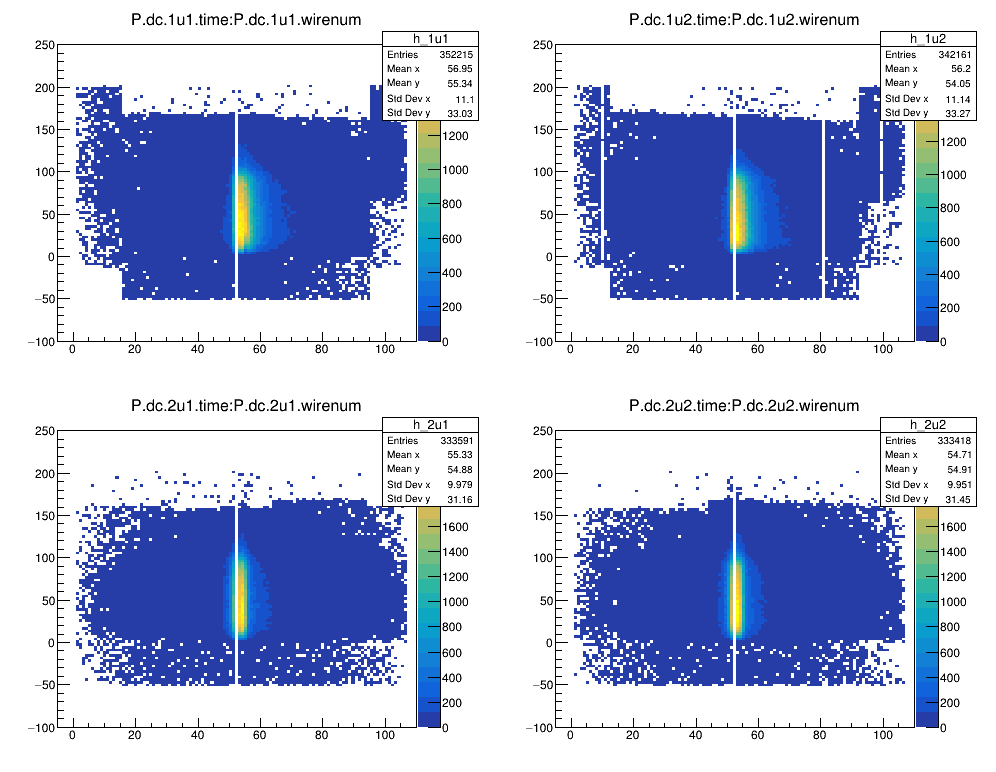 P.dc.1u1.time:P.dc.1u1.wirenum
h_1u1
Entries 352215
Mean x 56.95
Mean y 55.34
Std Dev x 11.1
Std Dev y 33.03
250
200
150
100
50
0
−50
−100
0 20 40 60 80 100
1200
1000
800
600
400
200
0
P.dc.1u2.time:P.dc.1u2.wirenum
h_1u2
Entries 342161
Mean x 56.2
Mean y 54.05
Std Dev x 11.14
Std Dev y 33.27
250
200
150
100
50
0
−50
−100
0 20 40 60 80 100
1200
1000
800
600
400
200
0
P.dc.2u1.time:P.dc.2u1.wirenum
h_2u1
Entries 333591
Mean x 55.33
Mean y 54.88
Std Dev x 9.979
Std Dev y 31.16
250
200
150
100
50
0
−50
−100
0 20 40 60 80 100
1600
1400
1200
1000
800
600
400
200
0
P.dc.2u2.time:P.dc.2u2.wirenum
h_2u2
Entries 333418
Mean x 54.71
Mean y 54.91
Std Dev x 9.951
Std Dev y 31.45
250
200
150
100
50
0
−50
−100
0 20 40 60 80 100
1600
1400
1200
1000
800
600
400
200
0